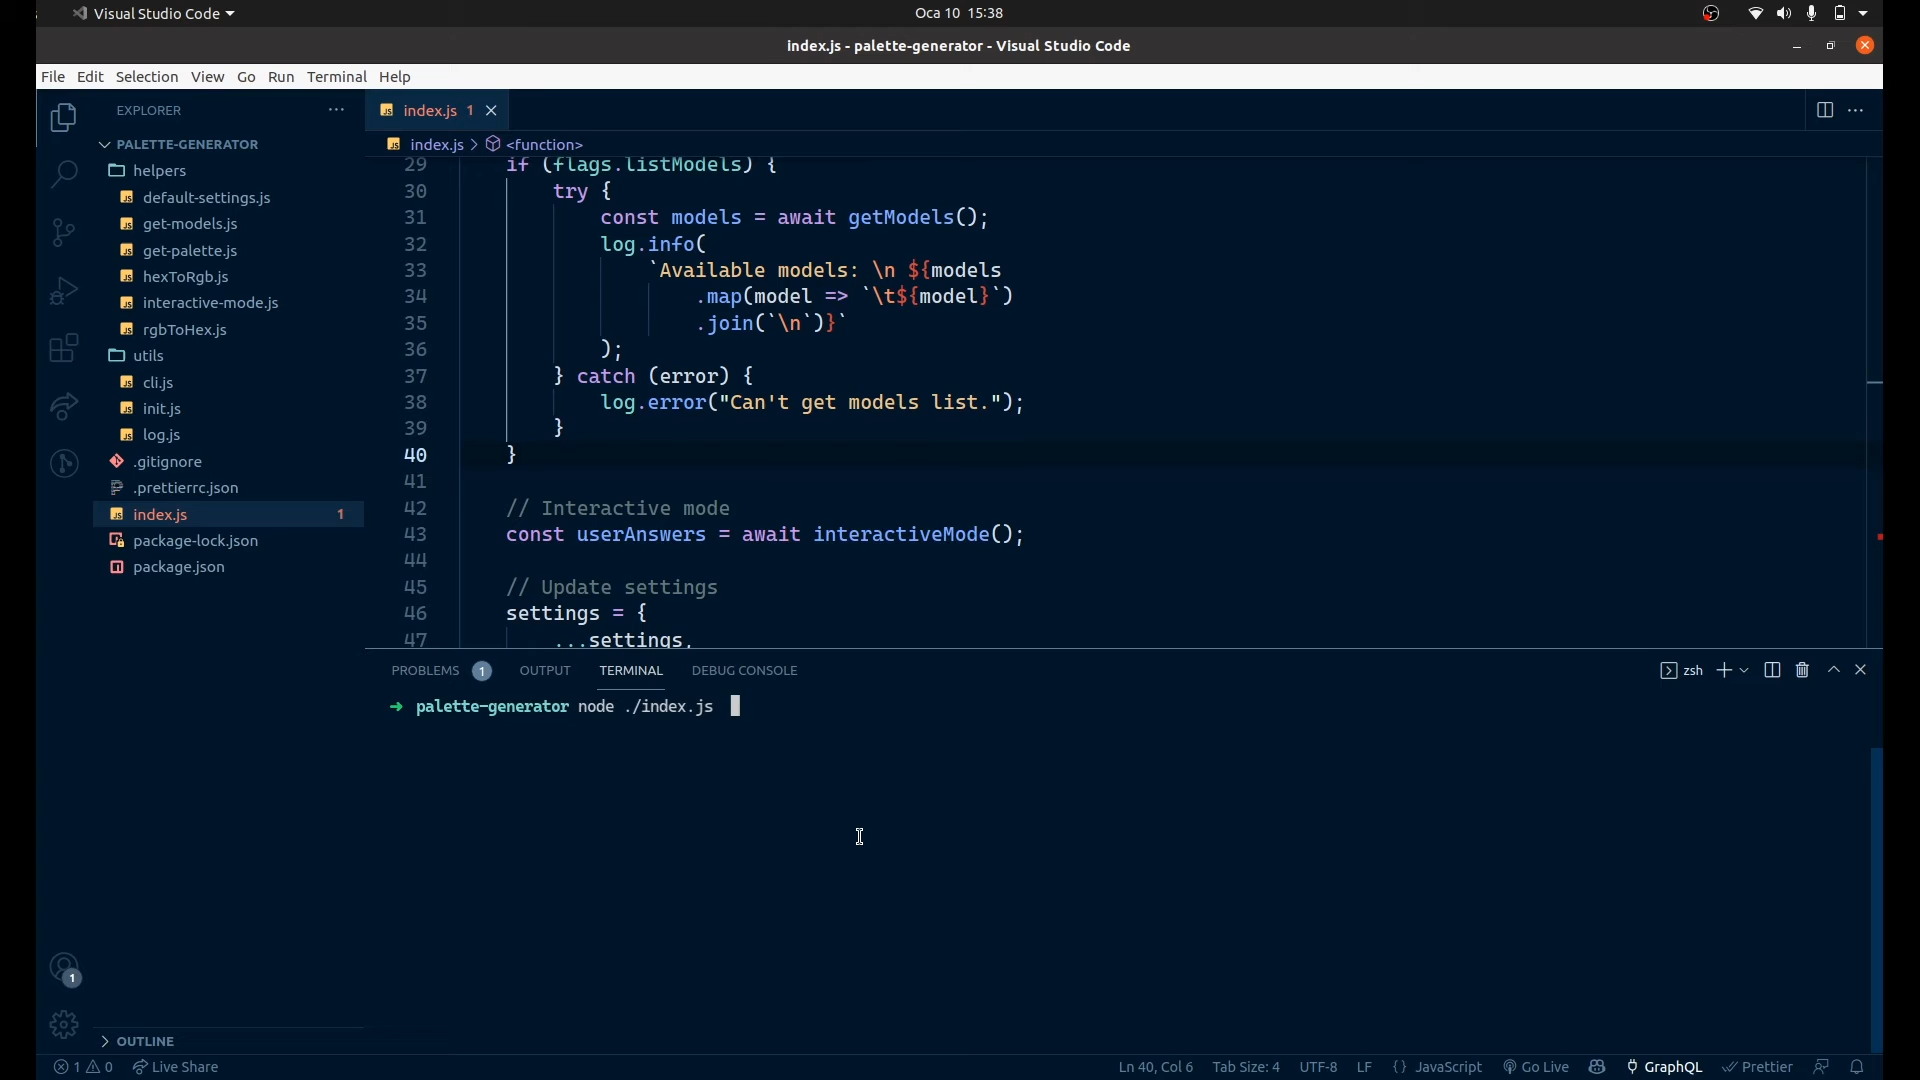 Visual Studio Code
Oca 10 15:38
index.js - palette-generator - Visual Studio Code
File Edit Selection View Go Run Terminal Help
EXPLORER
PALETTE-GENERATOR
helpers
default-settings.js
get-models.js
get-palette.js
hexToRgb.js
interactive-mode.js
rgbToHex.js
utils
cli.js
init.js
log.js
.gitignore
.prettierrc.json
index.js 1
package-lock.json
package.json
OUTLINE
index.js 1
index.js > <function>
29 if (flags.listModels) {
30 try {
31 const models = await getModels();
32 log.info(
33 `Available models: \n ${models
34 .map(model => `\t${model}`)
35 .join(`\n`)}`
36 );
37 } catch (error) {
38 log.error("Can't get models list.");
39 }
40 }
41
42 // Interactive mode
43 const userAnswers = await interactiveMode();
44
45 // Update settings
46 settings = {
47 ...settings,
PROBLEMS 1 OUTPUT TERMINAL DEBUG CONSOLE
zsh
→ palette-generator node ./index.js
1
1 0 Live Share
Ln 40, Col 6 Tab Size: 4 UTF-8 LF {} JavaScript Go Live GraphQL Prettier